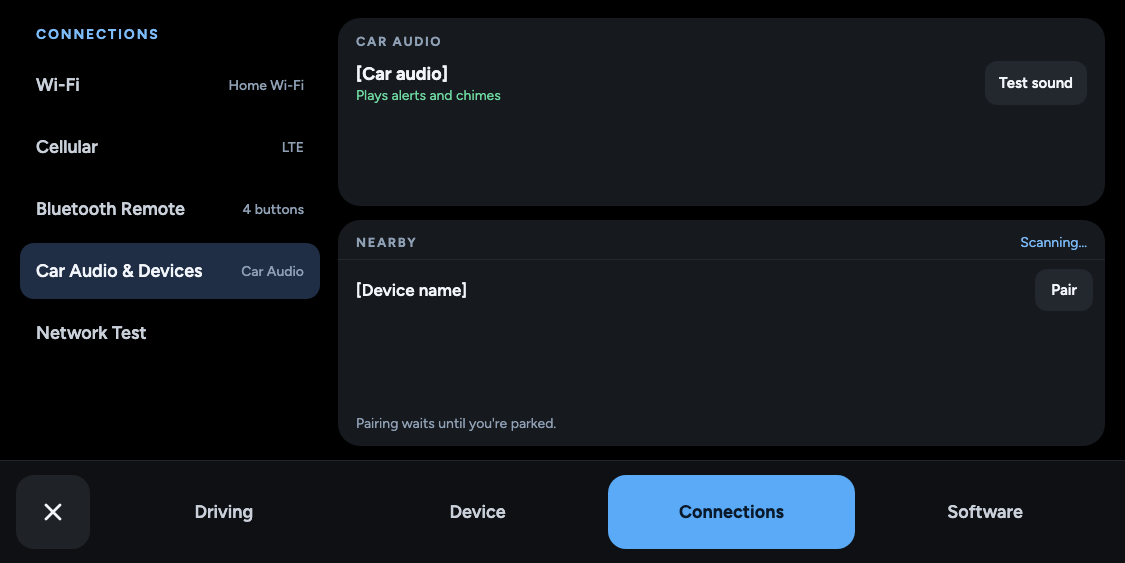 CONNECTIONS
Wi-Fi Home Wi-Fi
Cellular LTE
Bluetooth Remote 4 buttons
Car Audio & Devices Car Audio
Network Test
CAR AUDIO
[Car audio]
Plays alerts and chimes
Test sound
NEARBY Scanning...
[Device name] Pair
Pairing waits until you're parked.
Driving Device Connections Software